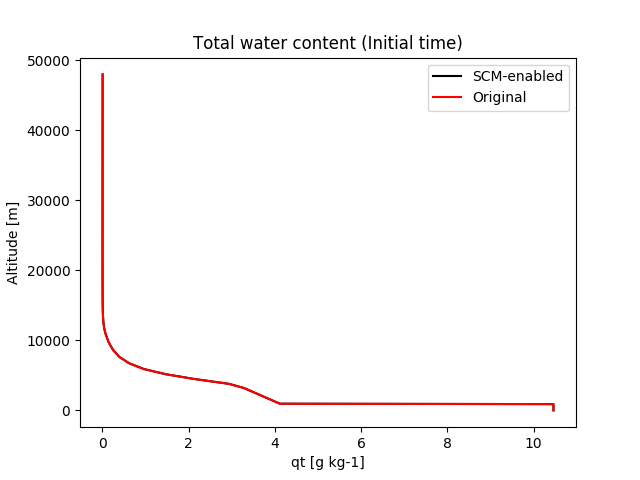 Total water content (Initial time)
SCM-enabled
Original
50000
40000
30000
20000
10000
0
Altitude [m]
0 2 4 6 8 10
qt [g kg-1]